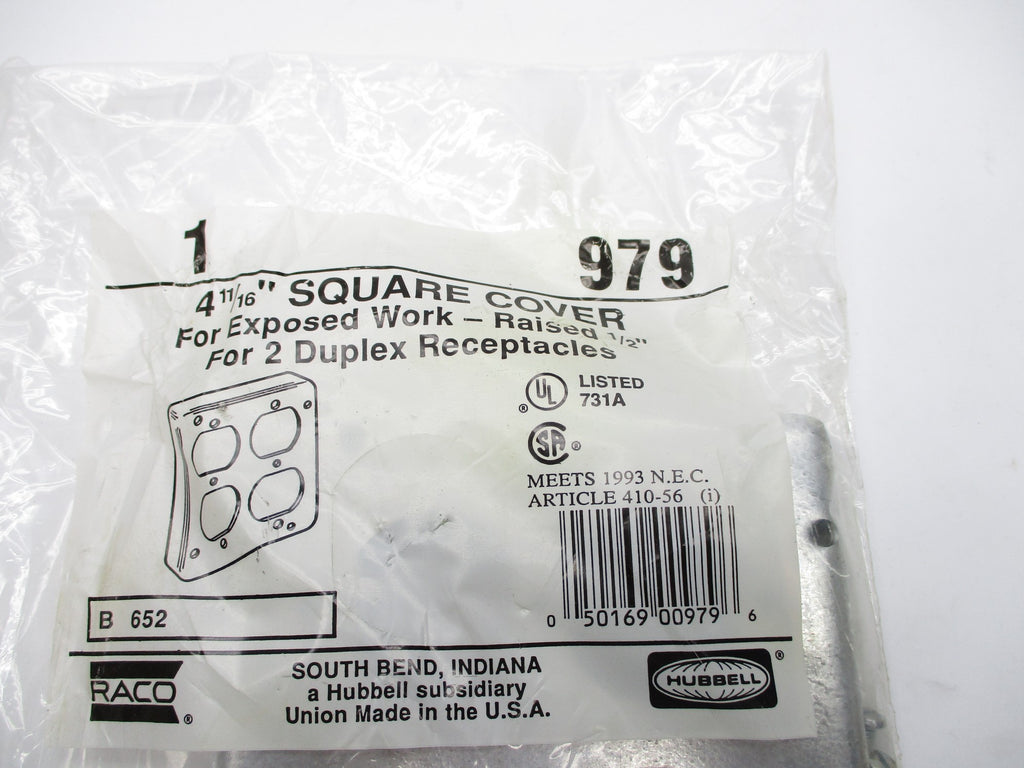 1 979
4 11/16" SQUARE COVER
For Exposed Work – Raised 1/2"
For 2 Duplex Receptacles
UL ® LISTED
731A
SA ®
MEETS 1993 N.E.C.
ARTICLE 410-56 (i)
0 50169 00979 6
B 652
RACO ®
SOUTH BEND, INDIANA
a Hubbell subsidiary
Union Made in the U.S.A.
HUBBELL ®